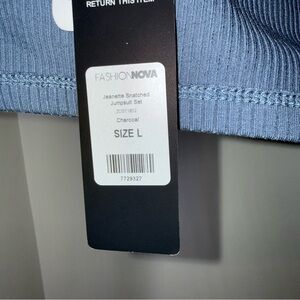 RETURN THIS ITEM
FASHIONNOVA
Jeanette Snatched
Jumpsuit Set
Charcoal
SIZE L
7729327